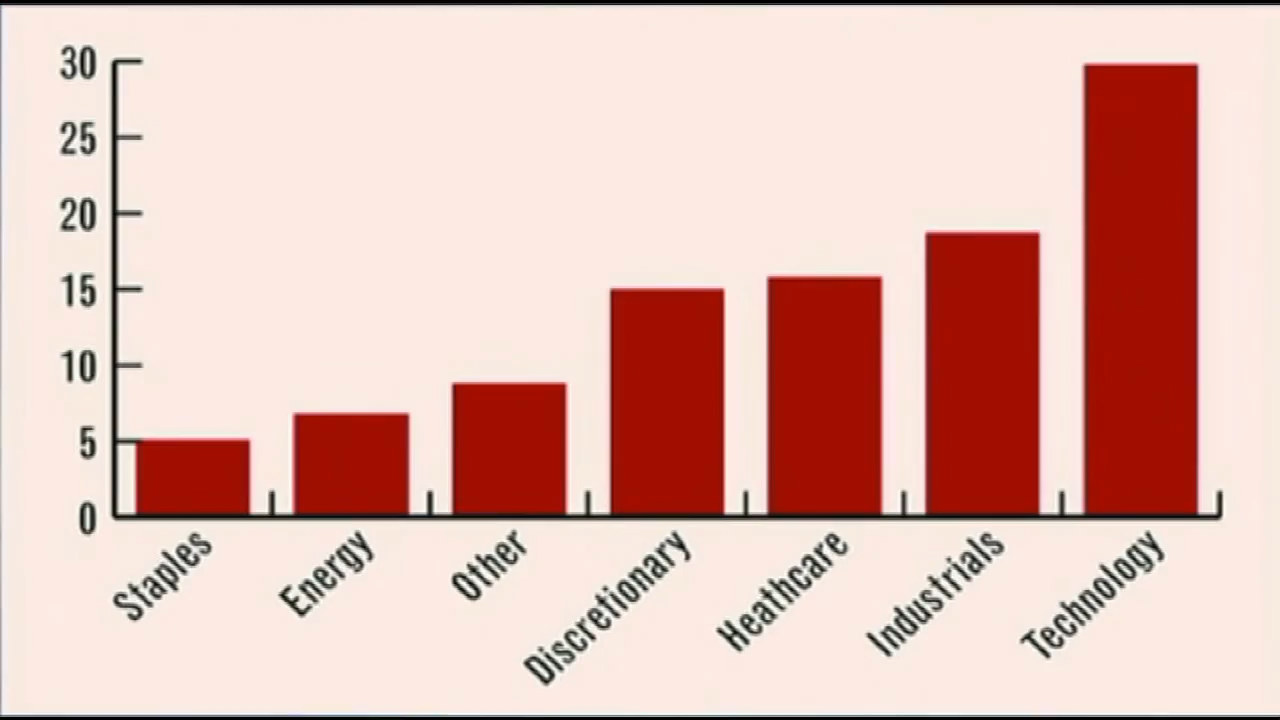 30
25
20
15
10
5
0
Staples
Energy
Other
Discretionary
Heathcare
Industrials
Technology